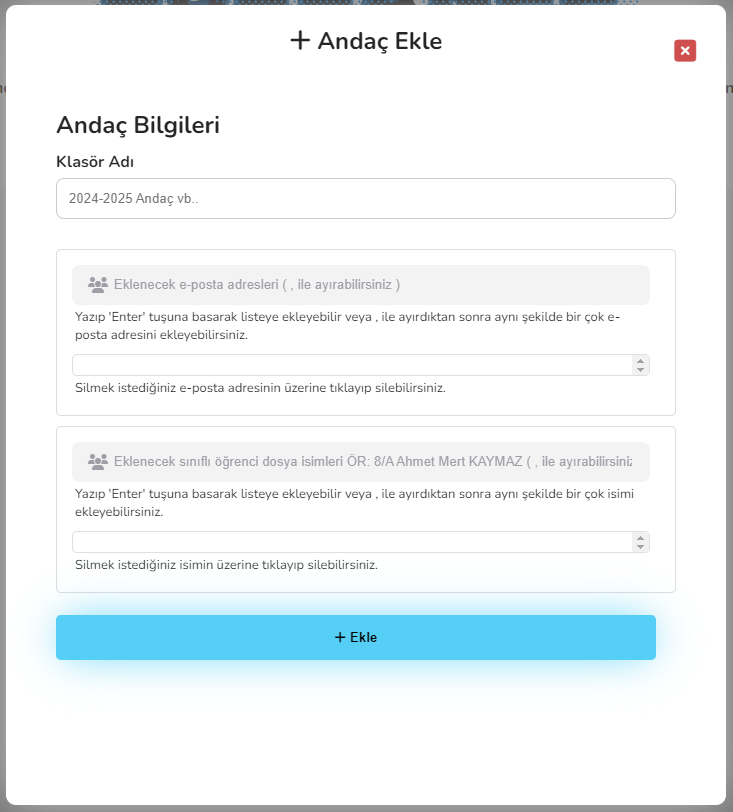 + Andaç Ekle
Andaç Bilgileri
Klasör Adı
2024-2025 Andaç vb..
Eklenecek e-posta adresleri ( , ile ayırabilirsiniz )
Yazıp 'Enter' tuşuna basarak listeye ekleyebilir veya , ile ayırdıktan sonra aynı şekilde bir çok e-
posta adresini ekleyebilirsiniz.
Silmek istediğiniz e-posta adresinin üzerine tıklayıp silebilirsiniz.
Eklenecek sınıflı öğrenci dosya isimleri ÖR: 8/A Ahmet Mert KAYMAZ ( , ile ayırabilirsiniz
Yazıp 'Enter' tuşuna basarak listeye ekleyebilir veya , ile ayırdıktan sonra aynı şekilde bir çok isimi
ekleyebilirsiniz.
Silmek istediğiniz isimin üzerine tıklayıp silebilirsiniz.
+ Ekle